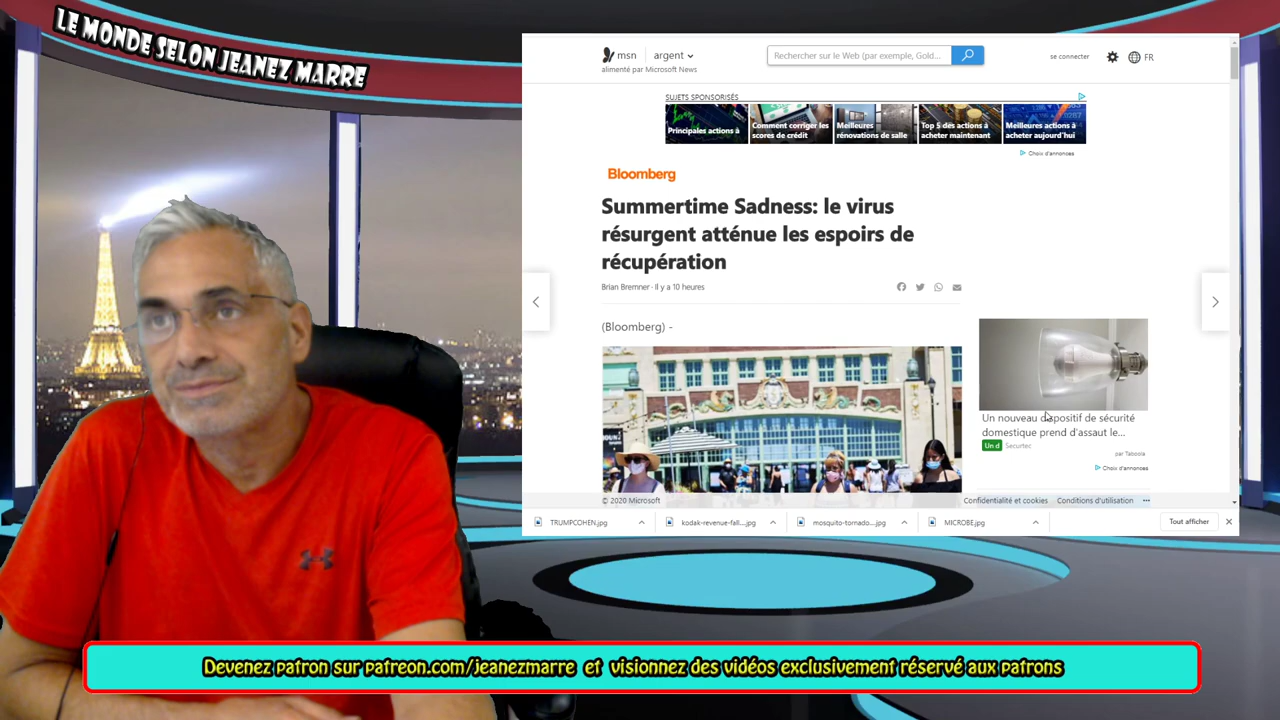 LE MONDE SELON JEANEZ MARRE
msn argent
alimenté par Microsoft News
Rechercher sur le Web (par exemple, Gold...
se connecter
FR
SUJETS SPONSORISÉS
Principales actions à
Comment corriger les
scores de crédit
Meilleures
rénovations de salle
Top 5 des actions à
acheter maintenant
Meilleures actions à
acheter aujourd'hui
Choix d'annonces
Bloomberg
Summertime Sadness: le virus
résurgent atténue les espoirs de
récupération
Brian Bremner · Il y a 10 heures
(Bloomberg) -
Un nouveau dispositif de sécurité
domestique prend d'assaut le...
Un d Securtec
par Taboola
Choix d'annonces
© 2020 Microsoft
Confidentialité et cookies Conditions d'utilisation ···
TRUMPCOHEN.jpg
kodak-revenue-fall....jpg
mosquito-tornado....jpg
MICROBE.jpg
Tout afficher
Devenez patron sur patreon.com/jeanezmarre et visionnez des vidéos exclusivement réservé aux patrons